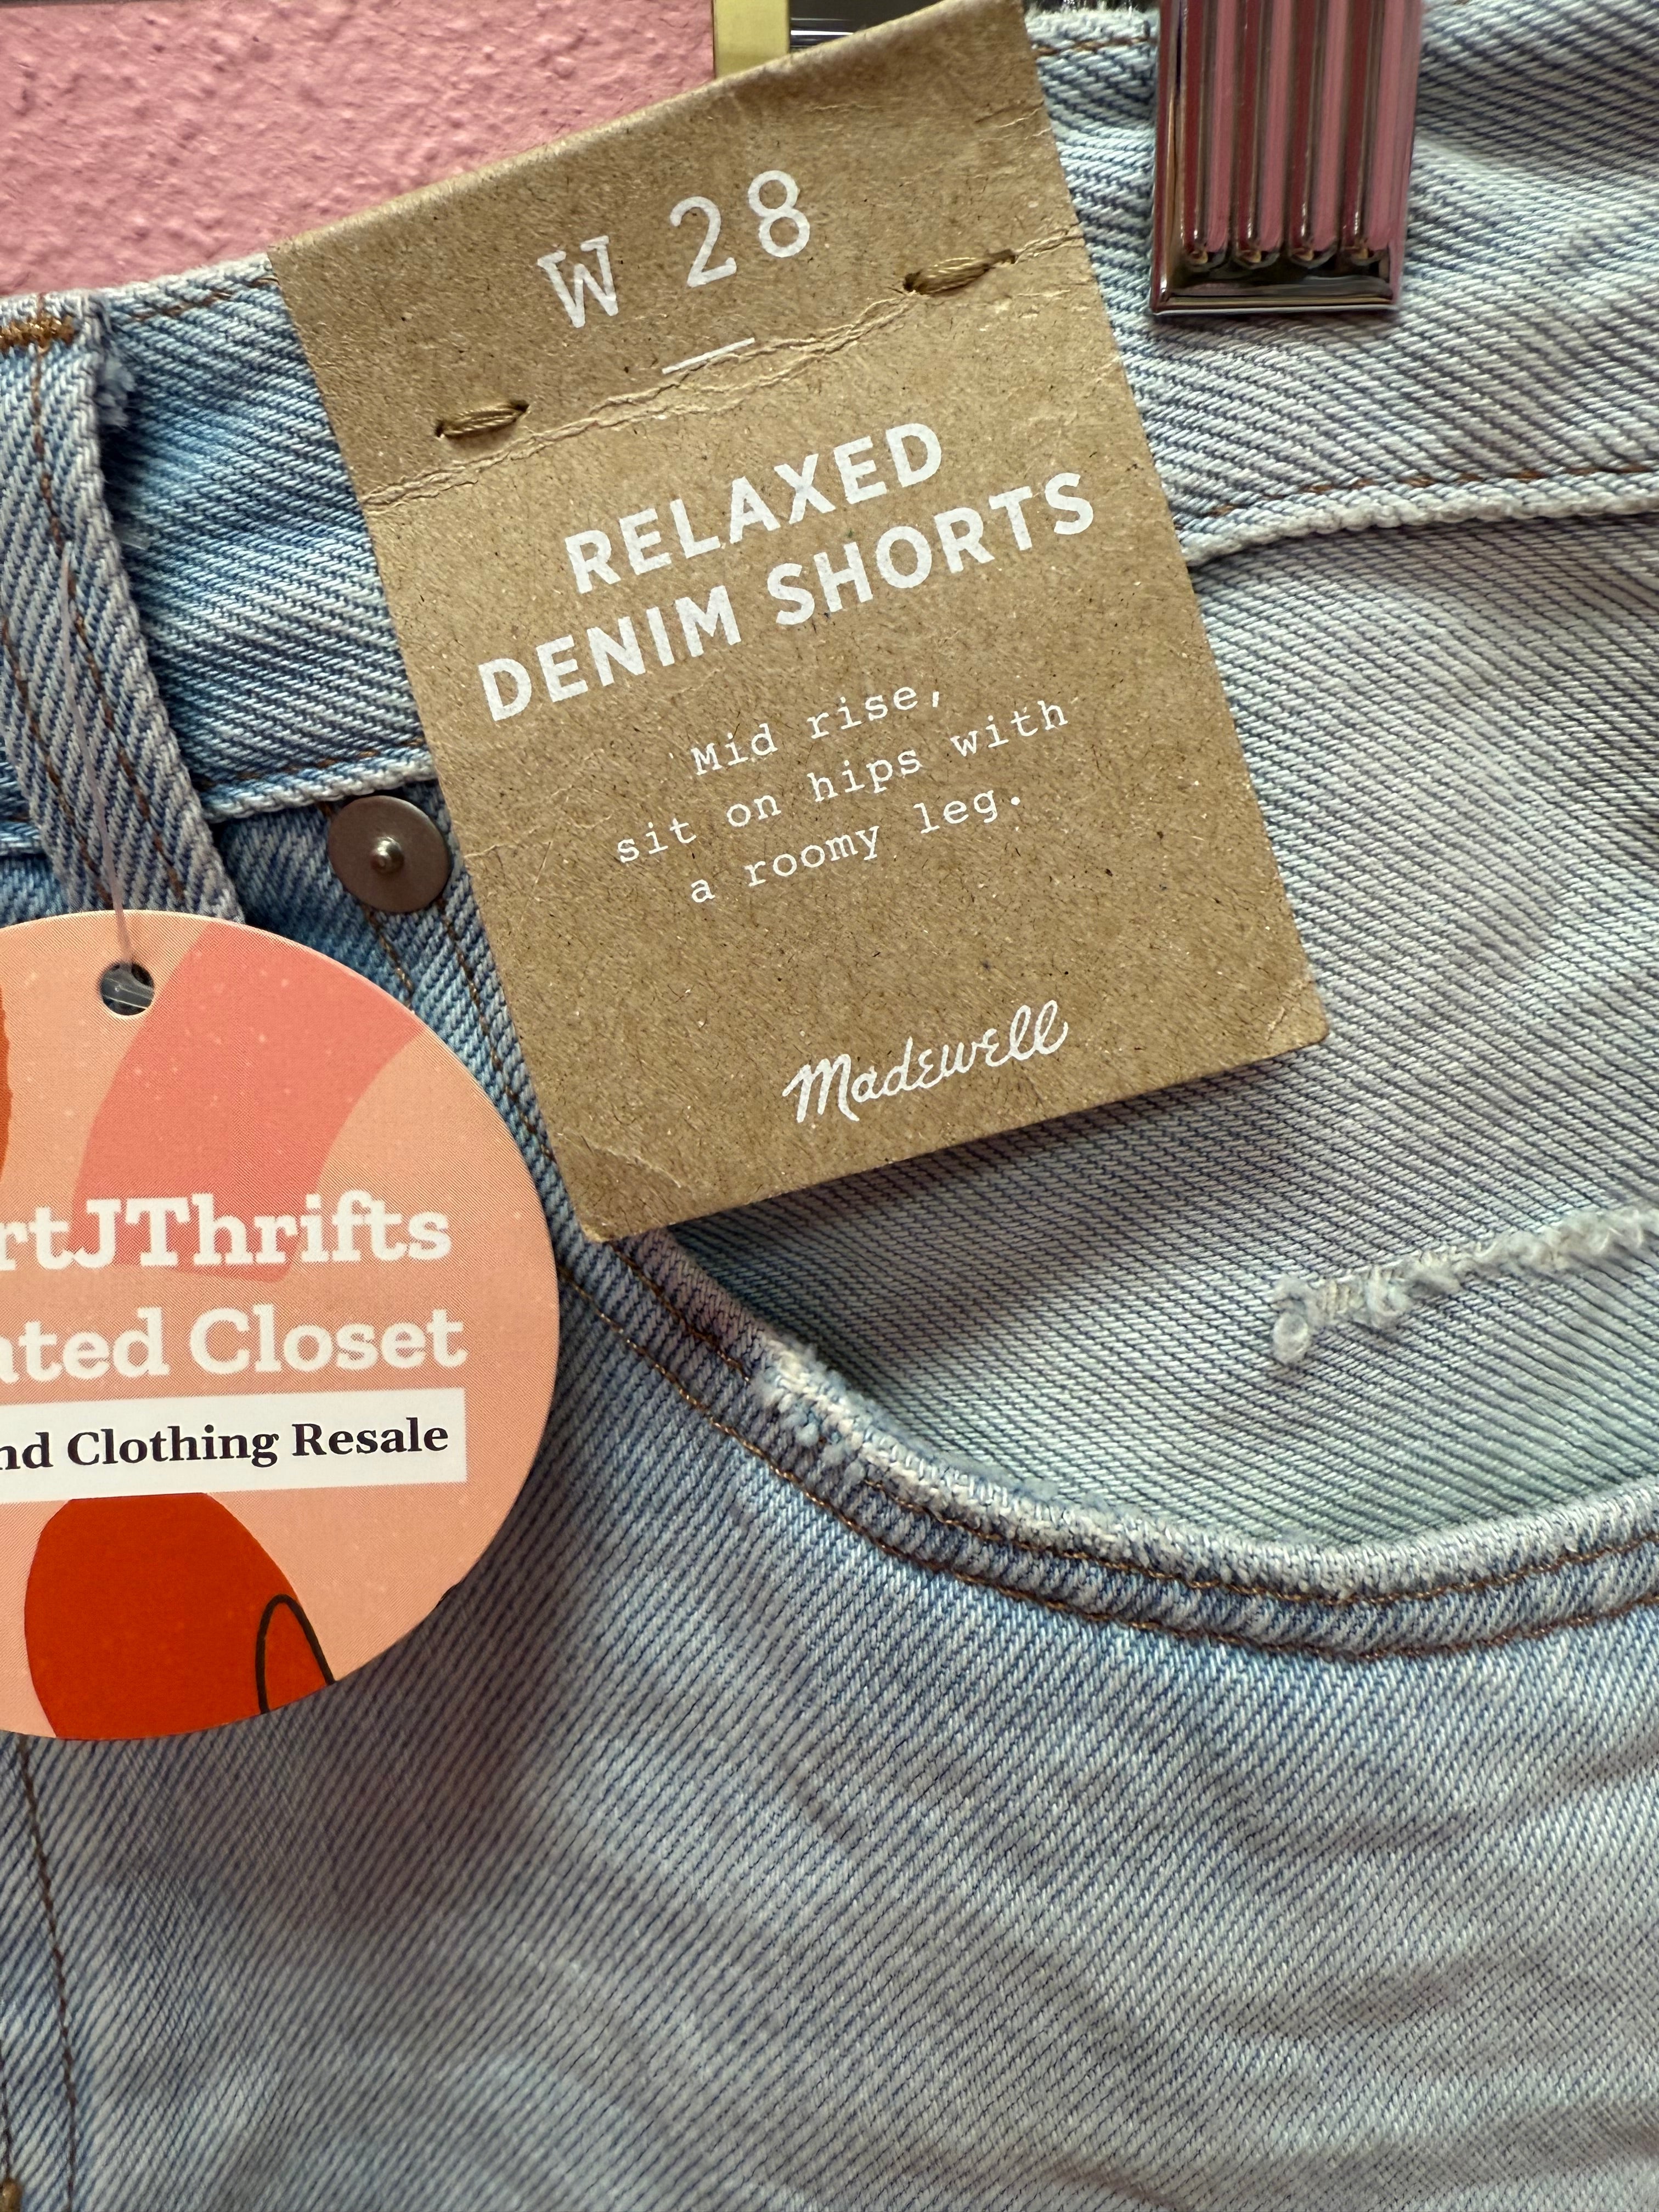 W 28
RELAXED
DENIM SHORTS
Mid rise,
sit on hips with
a roomy leg.
Madewell
rtJThrifts
ated Closet
nd Clothing Resale